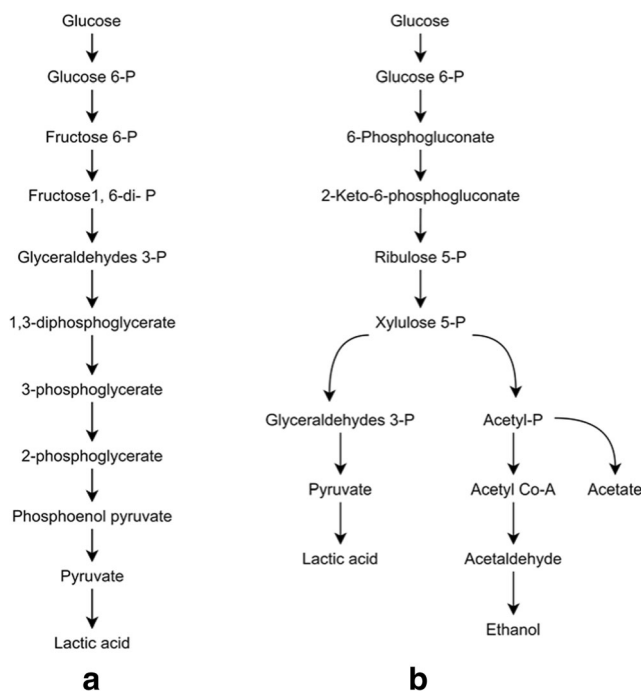 Glucose
Glucose 6-P
Fructose 6-P
Fructose1, 6-di- P
Glyceraldehydes 3-P
1,3-diphosphoglycerate
3-phosphoglycerate
2-phosphoglycerate
Phosphoenol pyruvate
Pyruvate
Lactic acid
a
Glucose
Glucose 6-P
6-Phosphogluconate
2-Keto-6-phosphogluconate
Ribulose 5-P
Xylulose 5-P
Glyceraldehydes 3-P
Pyruvate
Lactic acid
Acetyl-P
Acetyl Co-A
Acetaldehyde
Ethanol
Acetate
b